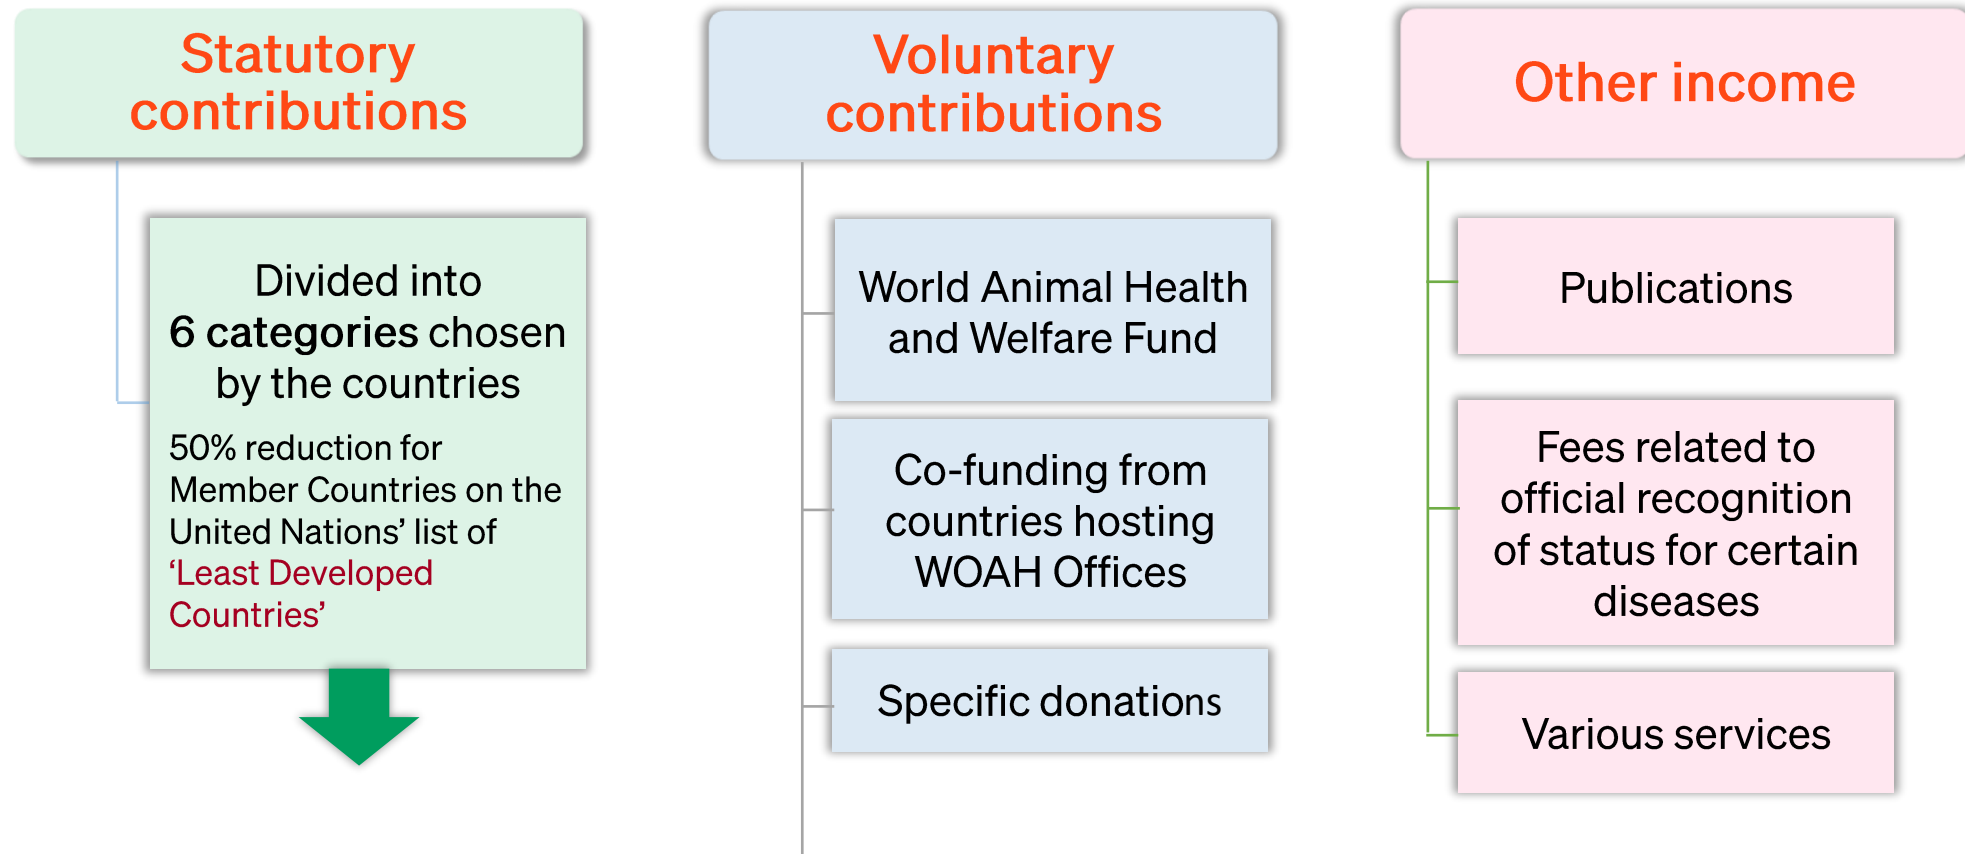 Statutory
contributions
Divided into
6 categories chosen
by the countries
50% reduction for
Member Countries on the
United Nations’ list of
‘Least Developed
Countries’
Voluntary
contributions
World Animal Health
and Welfare Fund
Co-funding from
countries hosting
WOAH Offices
Specific donations
Other income
Publications
Fees related to
official recognition
of status for certain
diseases
Various services